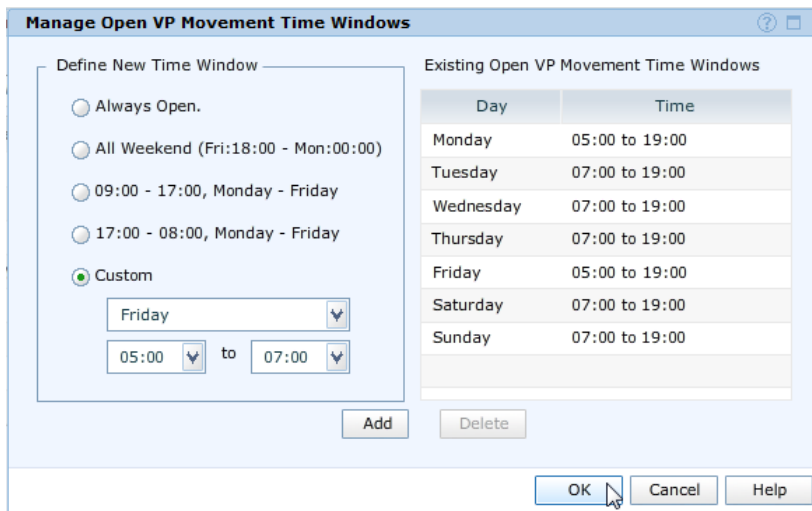 Manage Open VP Movement Time Windows
Define New Time Window
Always Open.
All Weekend (Fri:18:00 - Mon:00:00)
09:00 - 17:00, Monday - Friday
17:00 - 08:00, Monday - Friday
Custom
Friday
05:00 to 07:00
Existing Open VP Movement Time Windows
Day Time
Monday 05:00 to 19:00
Tuesday 07:00 to 19:00
Wednesday 07:00 to 19:00
Thursday 07:00 to 19:00
Friday 05:00 to 19:00
Saturday 07:00 to 19:00
Sunday 07:00 to 19:00
Add Delete
OK Cancel Help